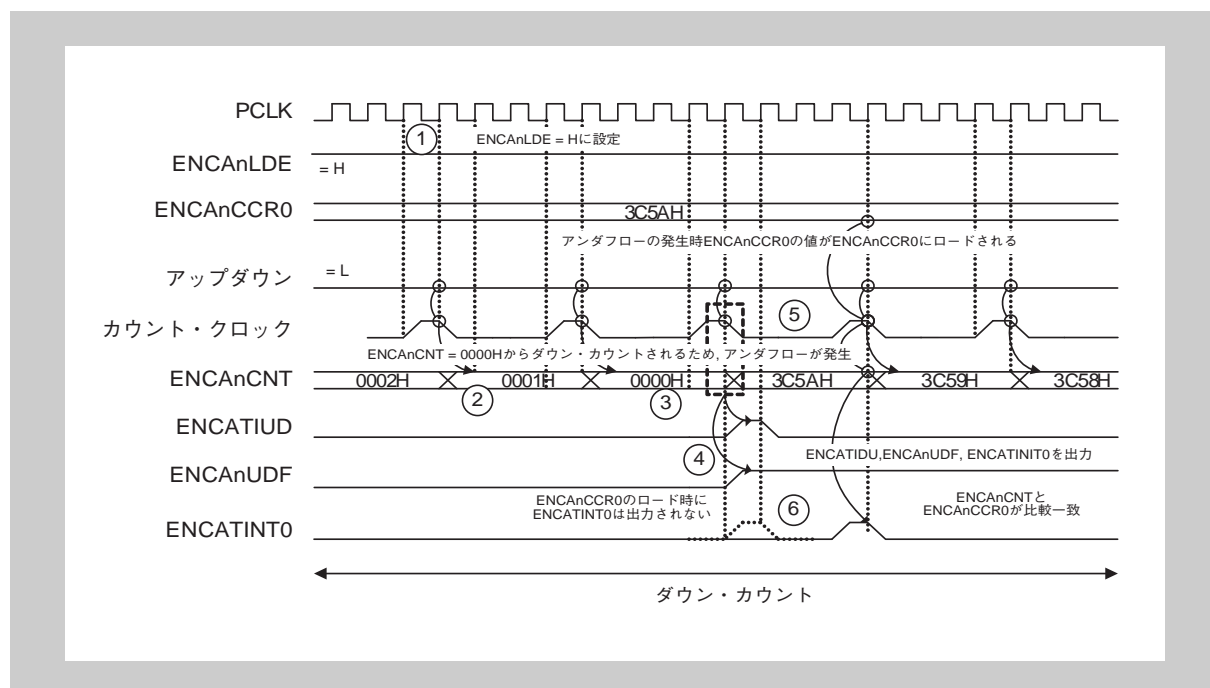 PCLK
①
ENCAnLDE = Hに設定
ENCAnLDE
= H
ENCAnCCR0
3C5AH
アンダフローの発生時ENCAnCCR0の値がENCAnCCR0にロードされる
アップダウン
= L
⑤
カウント・クロック
ENCAnCNT = 0000Hからダウン・カウントされるため, アンダフローが発生
ENCAnCNT
0002H
0001H
0000H
3C5AH
3C59H
3C58H
②
③
ENCATIUD
④
ENCATIDU,ENCAnUDF, ENCATINIT0を出力
ENCAnUDF
ENCAnCCR0のロード時に
ENCATINT0は出力されない
⑥
ENCAnCNTと
ENCAnCCR0が比較一致
ENCATINT0
ダウン・カウント